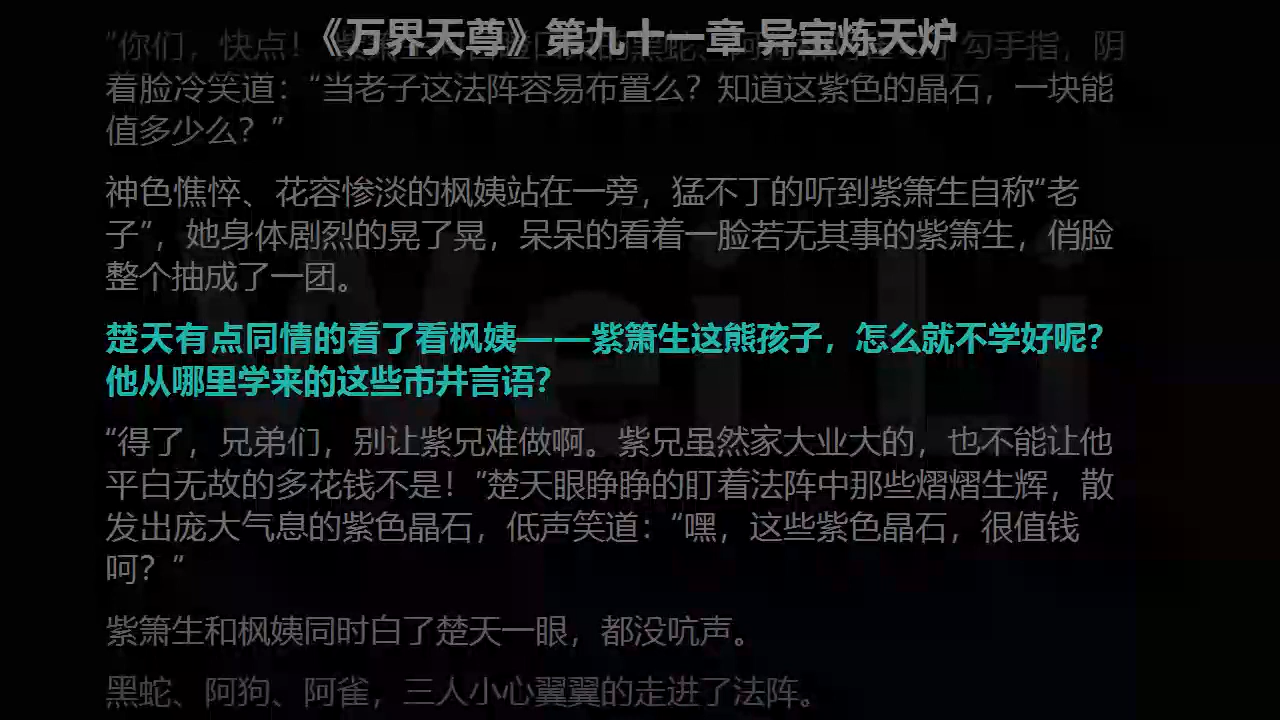 《万界天尊》第九十一章 异宝炼天炉
“你们，快点！勾手指，阴
着脸冷笑道：“当老子这法阵容易布置么？知道这紫色的晶石，一块能
值多少么？”
神色憔悴、花容惨淡的枫姨站在一旁，猛不丁的听到紫箫生自称“老
子”，她身体剧烈的晃了晃，呆呆的看着一脸若无其事的紫箫生，俏脸
整个抽成了一团。
楚天有点同情的看了看枫姨——紫箫生这熊孩子，怎么就不学好呢？
他从哪里学来的这些市井言语？
“得了，兄弟们，别让紫兄难做啊。紫兄虽然家大业大的，也不能让他
平白无故的多花钱不是！“楚天眼睁睁的盯着法阵中那些熠熠生辉，散
发出庞大气息的紫色晶石，低声笑道：“嘿，这些紫色晶石，很值钱
呵？”
紫箫生和枫姨同时白了楚天一眼，都没吭声。
黑蛇、阿狗、阿雀，三人小心翼翼的走进了法阵。
Wei Li